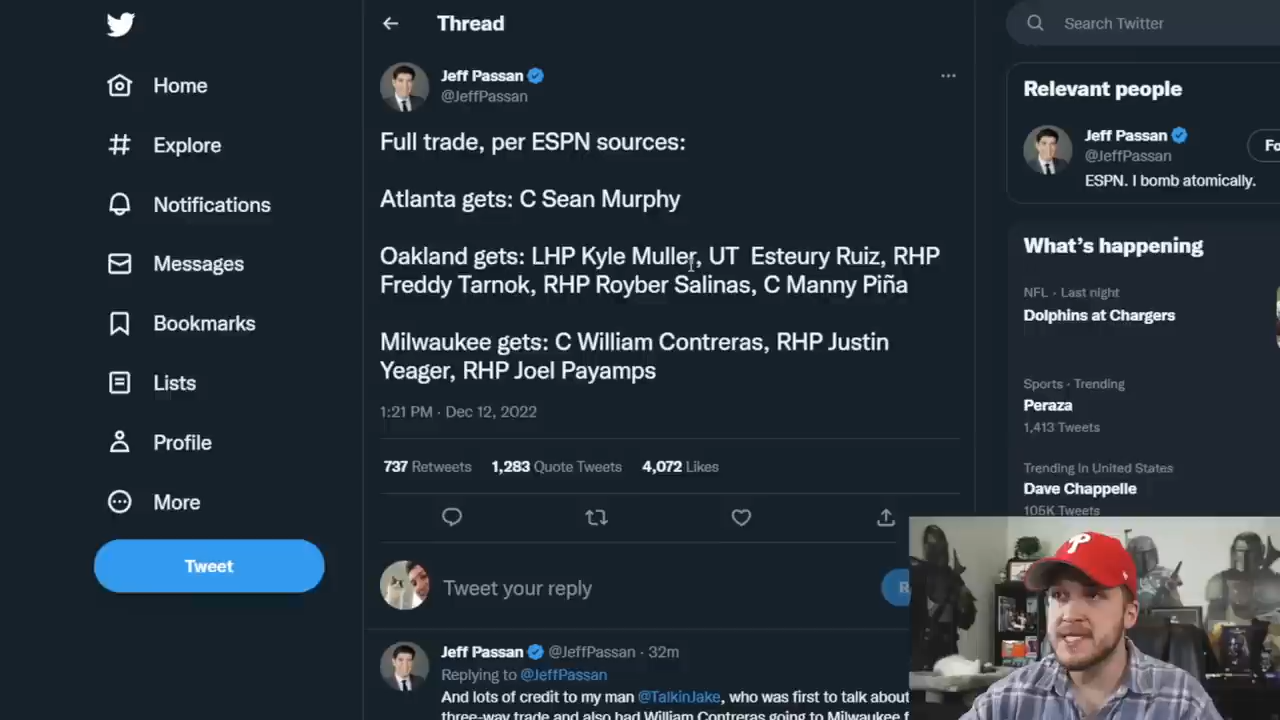 Thread
Search Twitter
Home
Explore
Notifications
Messages
Bookmarks
Lists
Profile
More
Tweet
Jeff Passan
@JeffPassan
Full trade, per ESPN sources:
Atlanta gets: C Sean Murphy
Oakland gets: LHP Kyle Muller, UT Esteury Ruiz, RHP
Freddy Tarnok, RHP Royber Salinas, C Manny Piña
Milwaukee gets: C William Contreras, RHP Justin
Yeager, RHP Joel Payamps
1:21 PM · Dec 12, 2022
737 Retweets 1,283 Quote Tweets 4,072 Likes
Tweet your reply
R
Jeff Passan @JeffPassan · 32m
Replying to @JeffPassan
And lots of credit to my man @TalkinJake, who was first to talk about
three-way trade and also had William Contreras going to Milwaukee f
Relevant people
Jeff Passan
@JeffPassan
Fo
ESPN. I bomb atomically.
What's happening
NFL · Last night
Dolphins at Chargers
Sports · Trending
Peraza
1,413 Tweets
Trending in United States
Dave Chappelle
105K Tweets
P